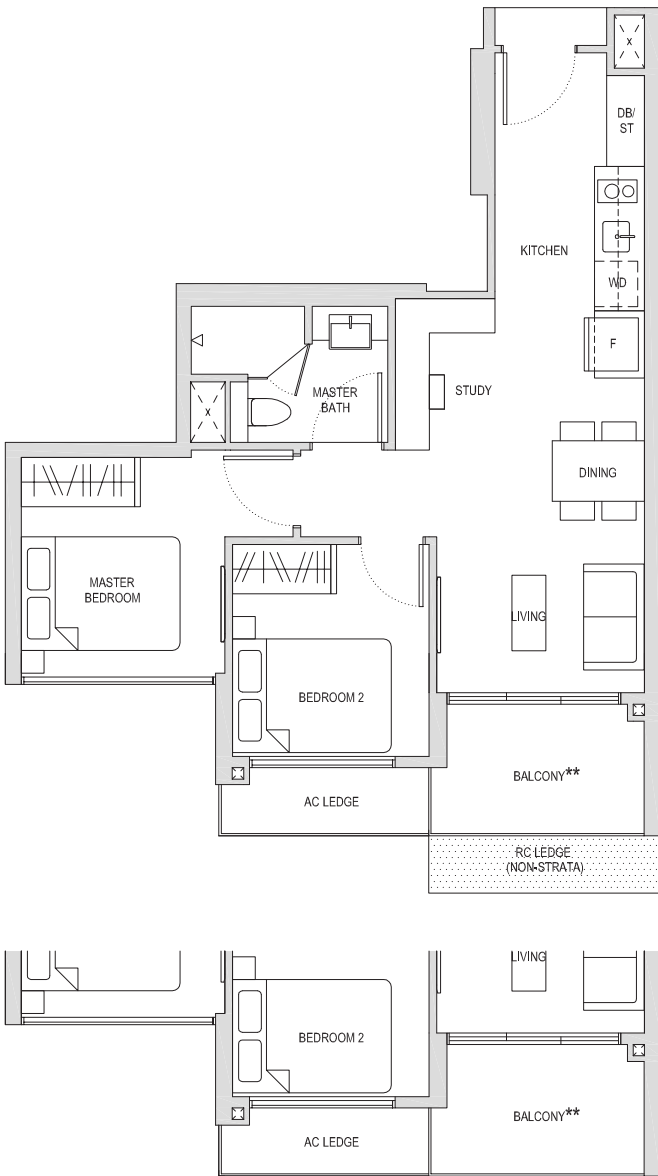 X
DB/
ST
KITCHEN
WD
F
MASTER
BATH
STUDY
X
DINING
MASTER
BEDROOM
LIVING
BEDROOM 2
BALCONY**
AC LEDGE
RC LEDGE
(NON-STRATA)
LIVING
BEDROOM 2
BALCONY**
AC LEDGE